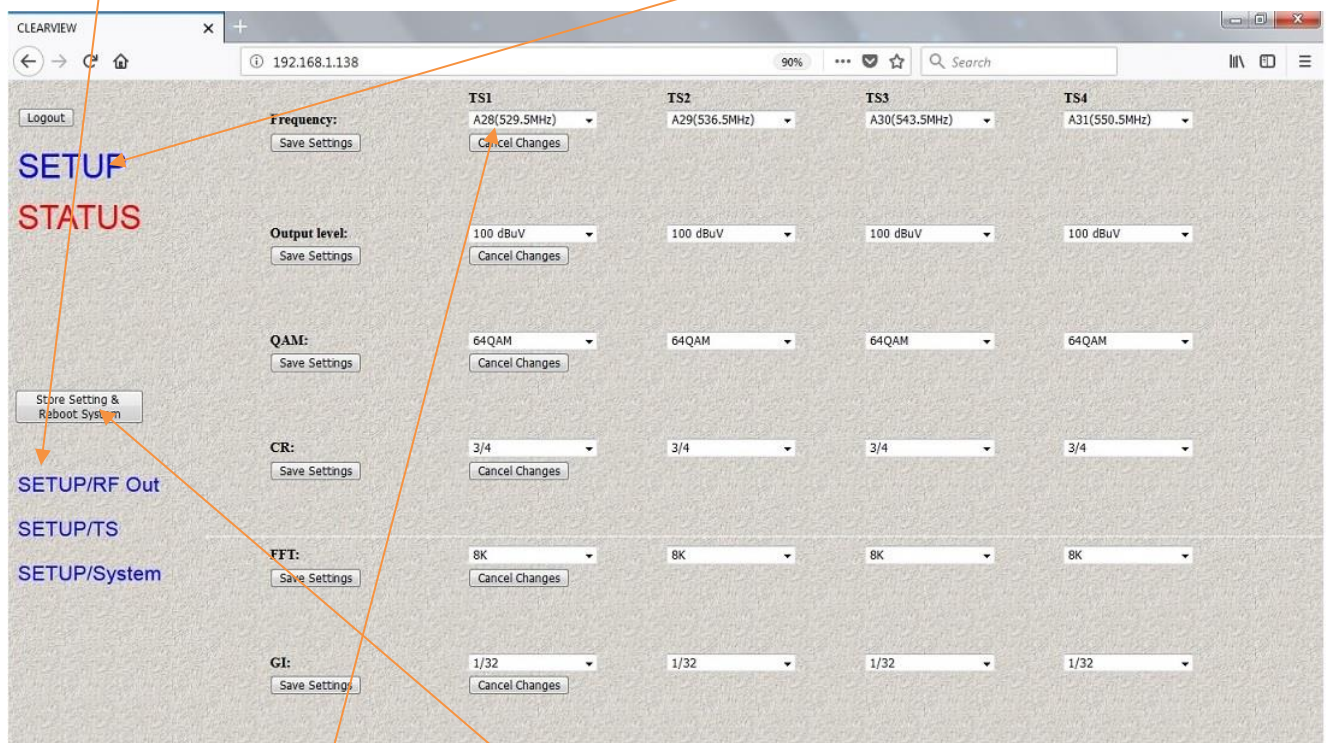 CLEARVIEW
192.168.1.138 90% Search
Logout
SETUP
STATUS
Store Setting &
Reboot System
SETUP/RF Out
SETUP/TS
SETUP/System
TS1 TS2 TS3 TS4
Frequency: A28(529.5MHz) A29(536.5MHz) A30(543.5MHz) A31(550.5MHz)
Save Settings Cancel Changes
Output level: 100 dBuV 100 dBuV 100 dBuV 100 dBuV
Save Settings Cancel Changes
QAM: 64QAM 64QAM 64QAM 64QAM
Save Settings Cancel Changes
CR: 3/4 3/4 3/4 3/4
Save Settings Cancel Changes
FFT: 8K 8K 8K 8K
Save Settings Cancel Changes
GI: 1/32 1/32 1/32 1/32
Save Settings Cancel Changes